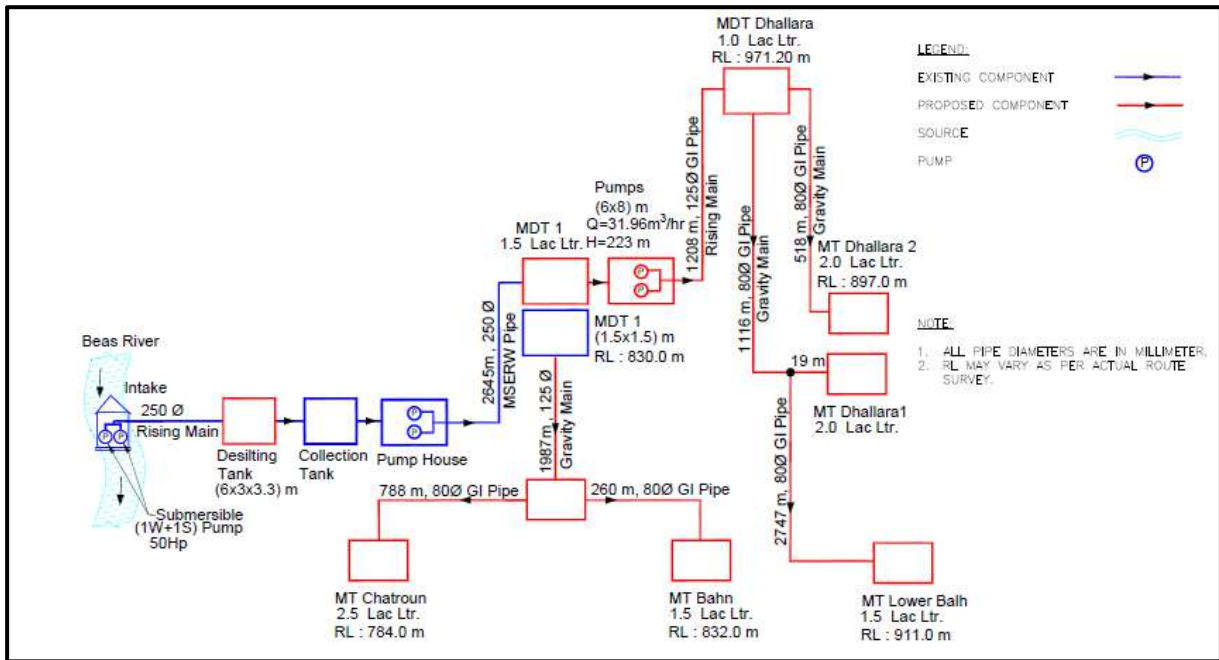 MDT Dhallara
1.0 Lac Ltr.
RL : 971.20 m
LEGEND:
EXISTING COMPONENT
PROPOSED COMPONENT
SOURCE
PUMP
P
1208 m, 125Ø GI Pipe
Rising Main
1116 m, 80Ø GI Pipe
Gravity Main
518 m, 80Ø GI Pipe
Gravity Main
Pumps
(6x8) m
Q=31.96m³/hr
H=223 m
P
P
MDT 1
1.5 Lac Ltr.
MT Dhallara 2
2.0 Lac Ltr.
RL : 897.0 m
MDT 1
(1.5x1.5) m
RL : 830.0 m
NOTE:
1. ALL PIPE DIAMETERS ARE IN MILLIMETER.
2. RL MAY VARY AS PER ACTUAL ROUTE
SURVEY.
19 m
MT Dhallara1
2.0 Lac Ltr.
2645m , 250 Ø
MSERW Pipe
Beas River
Intake
250 Ø
Rising Main
P P
Desilting
Tank
(6x3x3.3) m
Collection
Tank
P
P
Pump House
Submersible
(1W+1S) Pump
50Hp
1987m , 125 Ø
Gravity Main
788 m, 80Ø GI Pipe
260 m, 80Ø GI Pipe
2747 m, 80Ø GI Pipe
MT Chatroun
2.5 Lac Ltr.
RL : 784.0 m
MT Bahn
1.5 Lac Ltr.
RL : 832.0 m
MT Lower Balh
1.5 Lac Ltr.
RL : 911.0 m